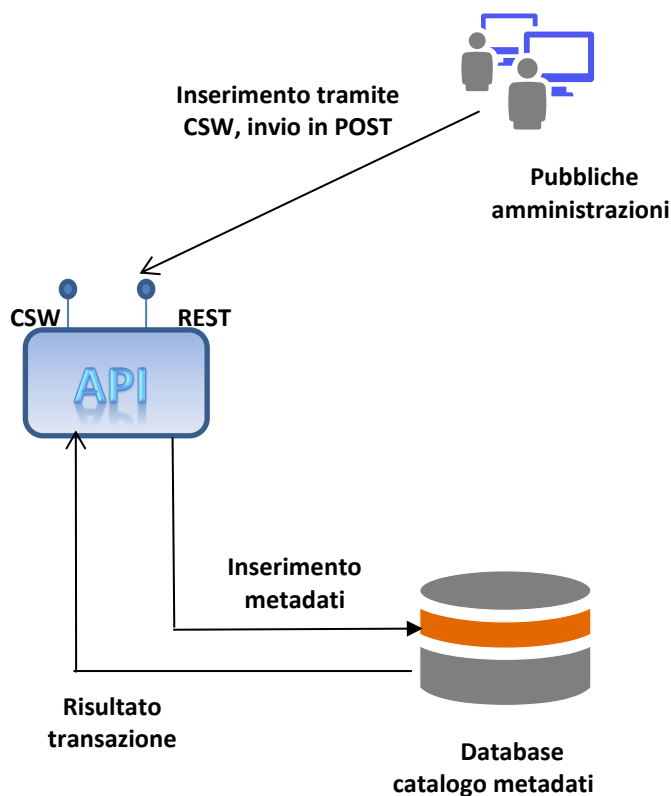 Inserimento tramite
CSW, invio in POST
Pubbliche
amministrazioni
CSW
REST
API
Inserimento
metadati
Risultato
transazione
Database
catalogo metadati